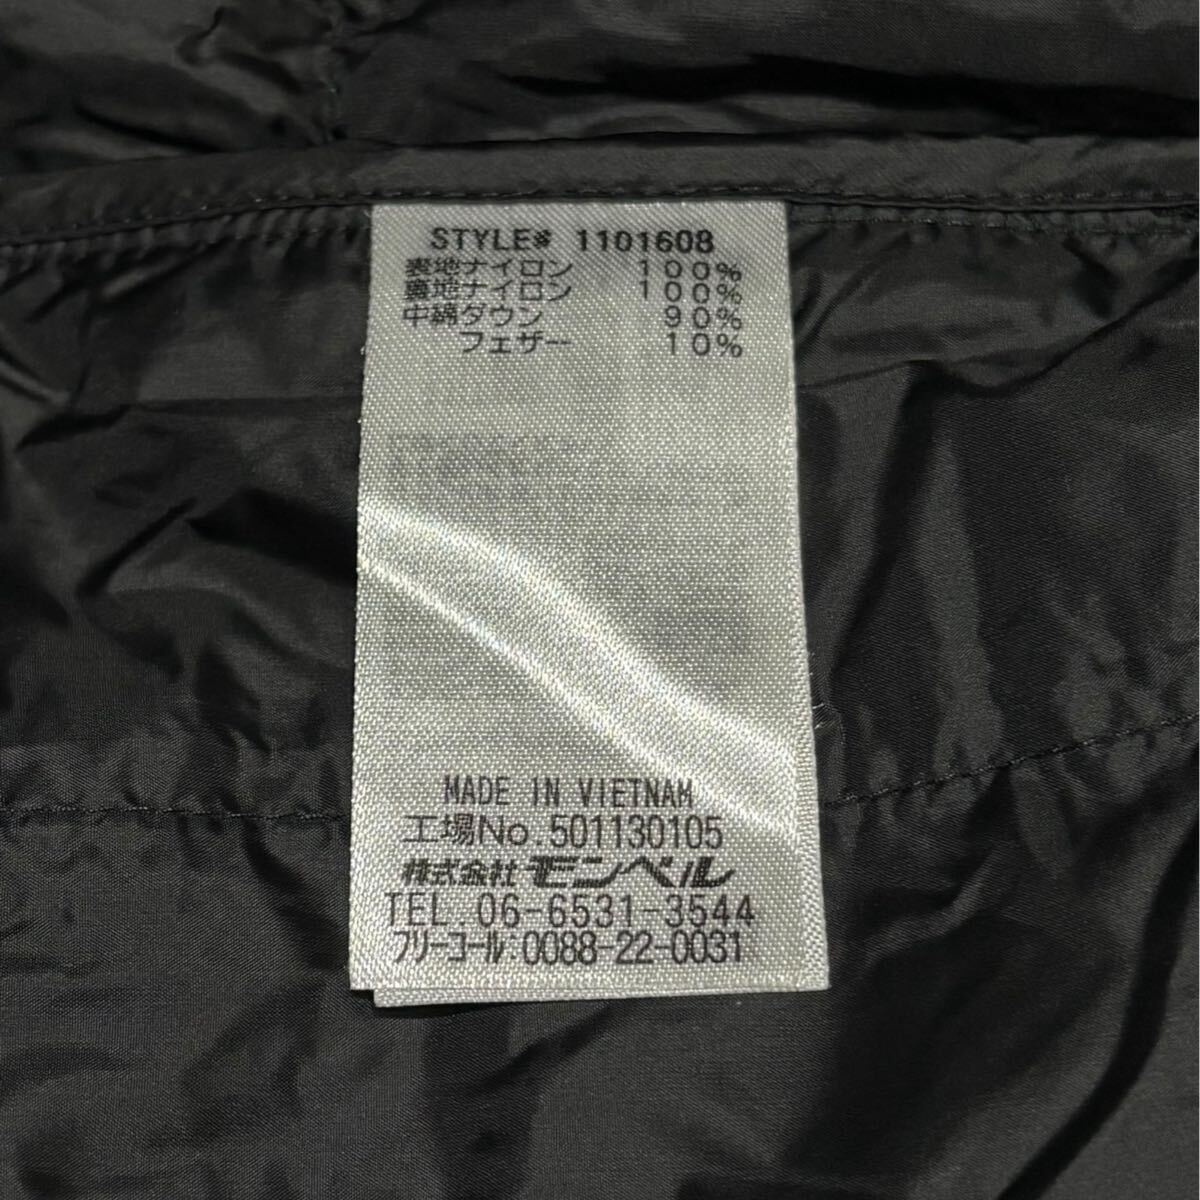 STYLE# 1101608
表地ナイロン 100%
裏地ナイロン 100%
中綿ダウン 90%
フェザー 10%
MADE IN VIETNAM
工場No.501130105
株式会社モンベル
TEL.06-6531-3544
フリーコール:0088-22-0031